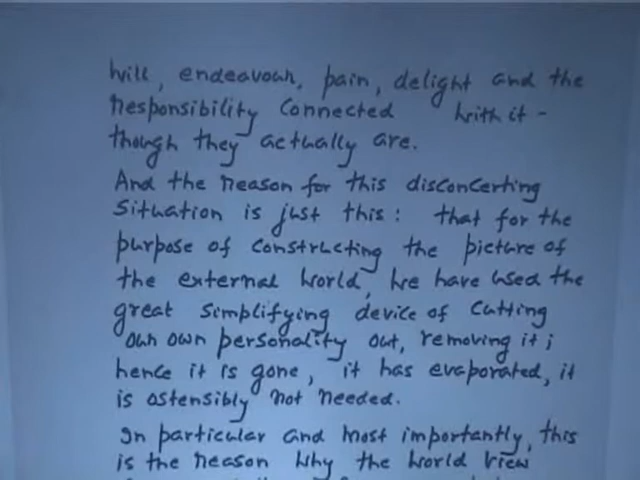 will, endeavour, pain, delight and the
responsibility connected with it -
though they actually are.
And the reason for this disconcerting
situation is just this: that for the
purpose of constructing the picture of
the external world, we have used the
great simplifying device of cutting
our own personality out, removing it;
hence it is gone, it has evaporated, it
is ostensibly not needed.
In particular and most importantly, this
is the reason why the world view